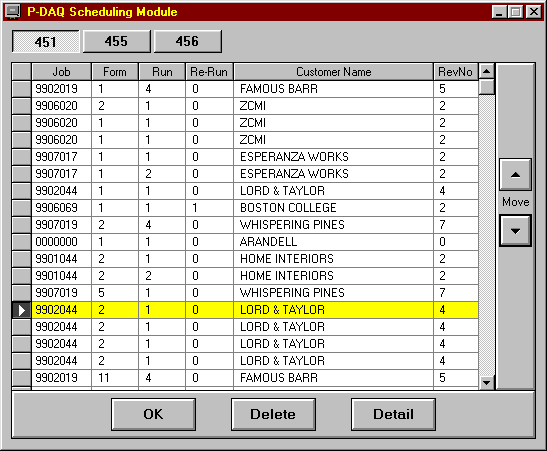 P-DAQ Scheduling Module
451 455 456
Job Form Run Re-Run Customer Name RevNo
9902019 1 4 0 FAMOUS BARR 5
9906020 2 1 0 ZCMI 2
9906020 1 1 0 ZCMI 2
9906020 1 1 0 ZCMI 2
9907017 1 1 0 ESPERANZA WORKS 2
9907017 1 2 0 ESPERANZA WORKS 2
9902044 1 1 0 LORD & TAYLOR 4
9906069 1 1 1 BOSTON COLLEGE 2
9907019 2 4 0 WHISPERING PINES 7
0000000 1 1 0 ARANDELL 0
9901044 2 1 0 HOME INTERIORS 2
9901044 2 2 0 HOME INTERIORS 2
9907019 5 1 0 WHISPERING PINES 7
9902044 2 1 0 LORD & TAYLOR 4
9902044 2 1 0 LORD & TAYLOR 4
9902044 2 1 0 LORD & TAYLOR 4
9902044 2 1 0 LORD & TAYLOR 4
9902019 11 4 0 FAMOUS BARR 5
Move
OK Delete Detail